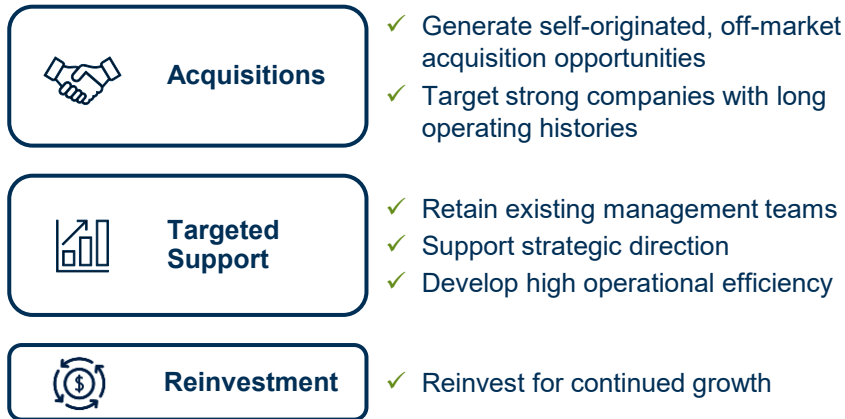 Acquisitions
✓ Generate self-originated, off-market
acquisition opportunities
✓ Target strong companies with long
operating histories
Targeted
Support
✓ Retain existing management teams
✓ Support strategic direction
✓ Develop high operational efficiency
$
Reinvestment
✓ Reinvest for continued growth